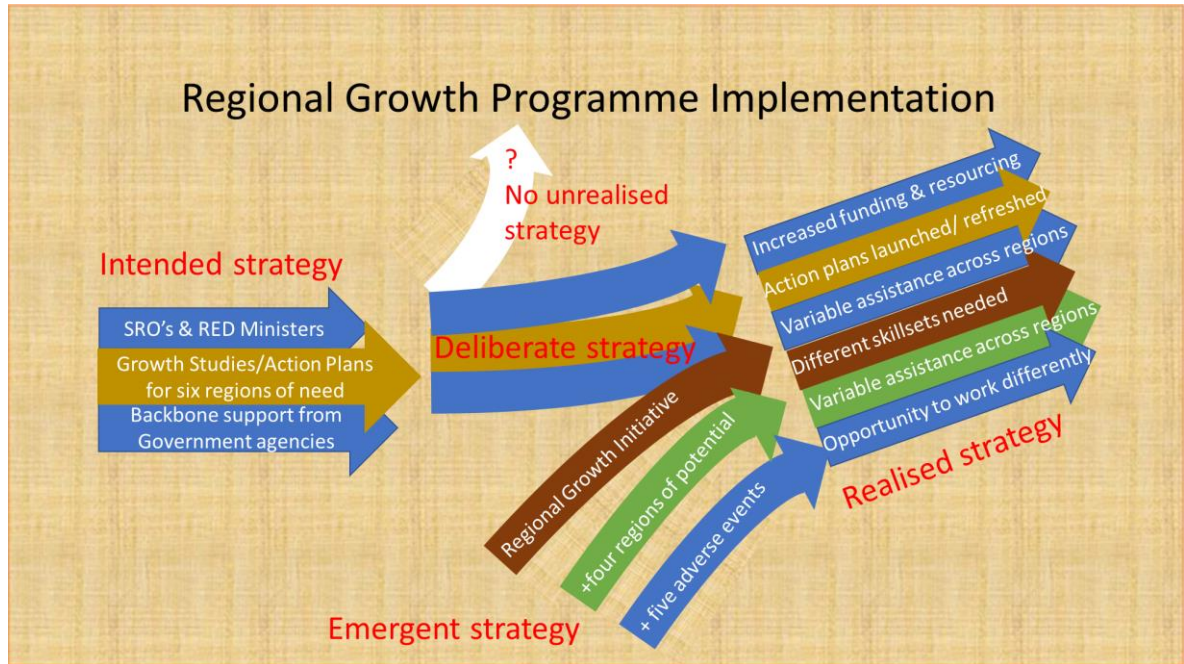 Regional Growth Programme Implementation
?
No unrealised
strategy
Intended strategy
SRO's & RED Ministers
Growth Studies/Action Plans
for six regions of need
Backbone support from
Government agencies
Deliberate strategy
Regional Growth Initiative
+four regions of potential
+ five adverse events
Emergent strategy
Increased funding & resourcing
Action plans launched/ refreshed
Variable assistance across regions
Different skillsets needed
Variable assistance across regions
Opportunity to work differently
Realised strategy